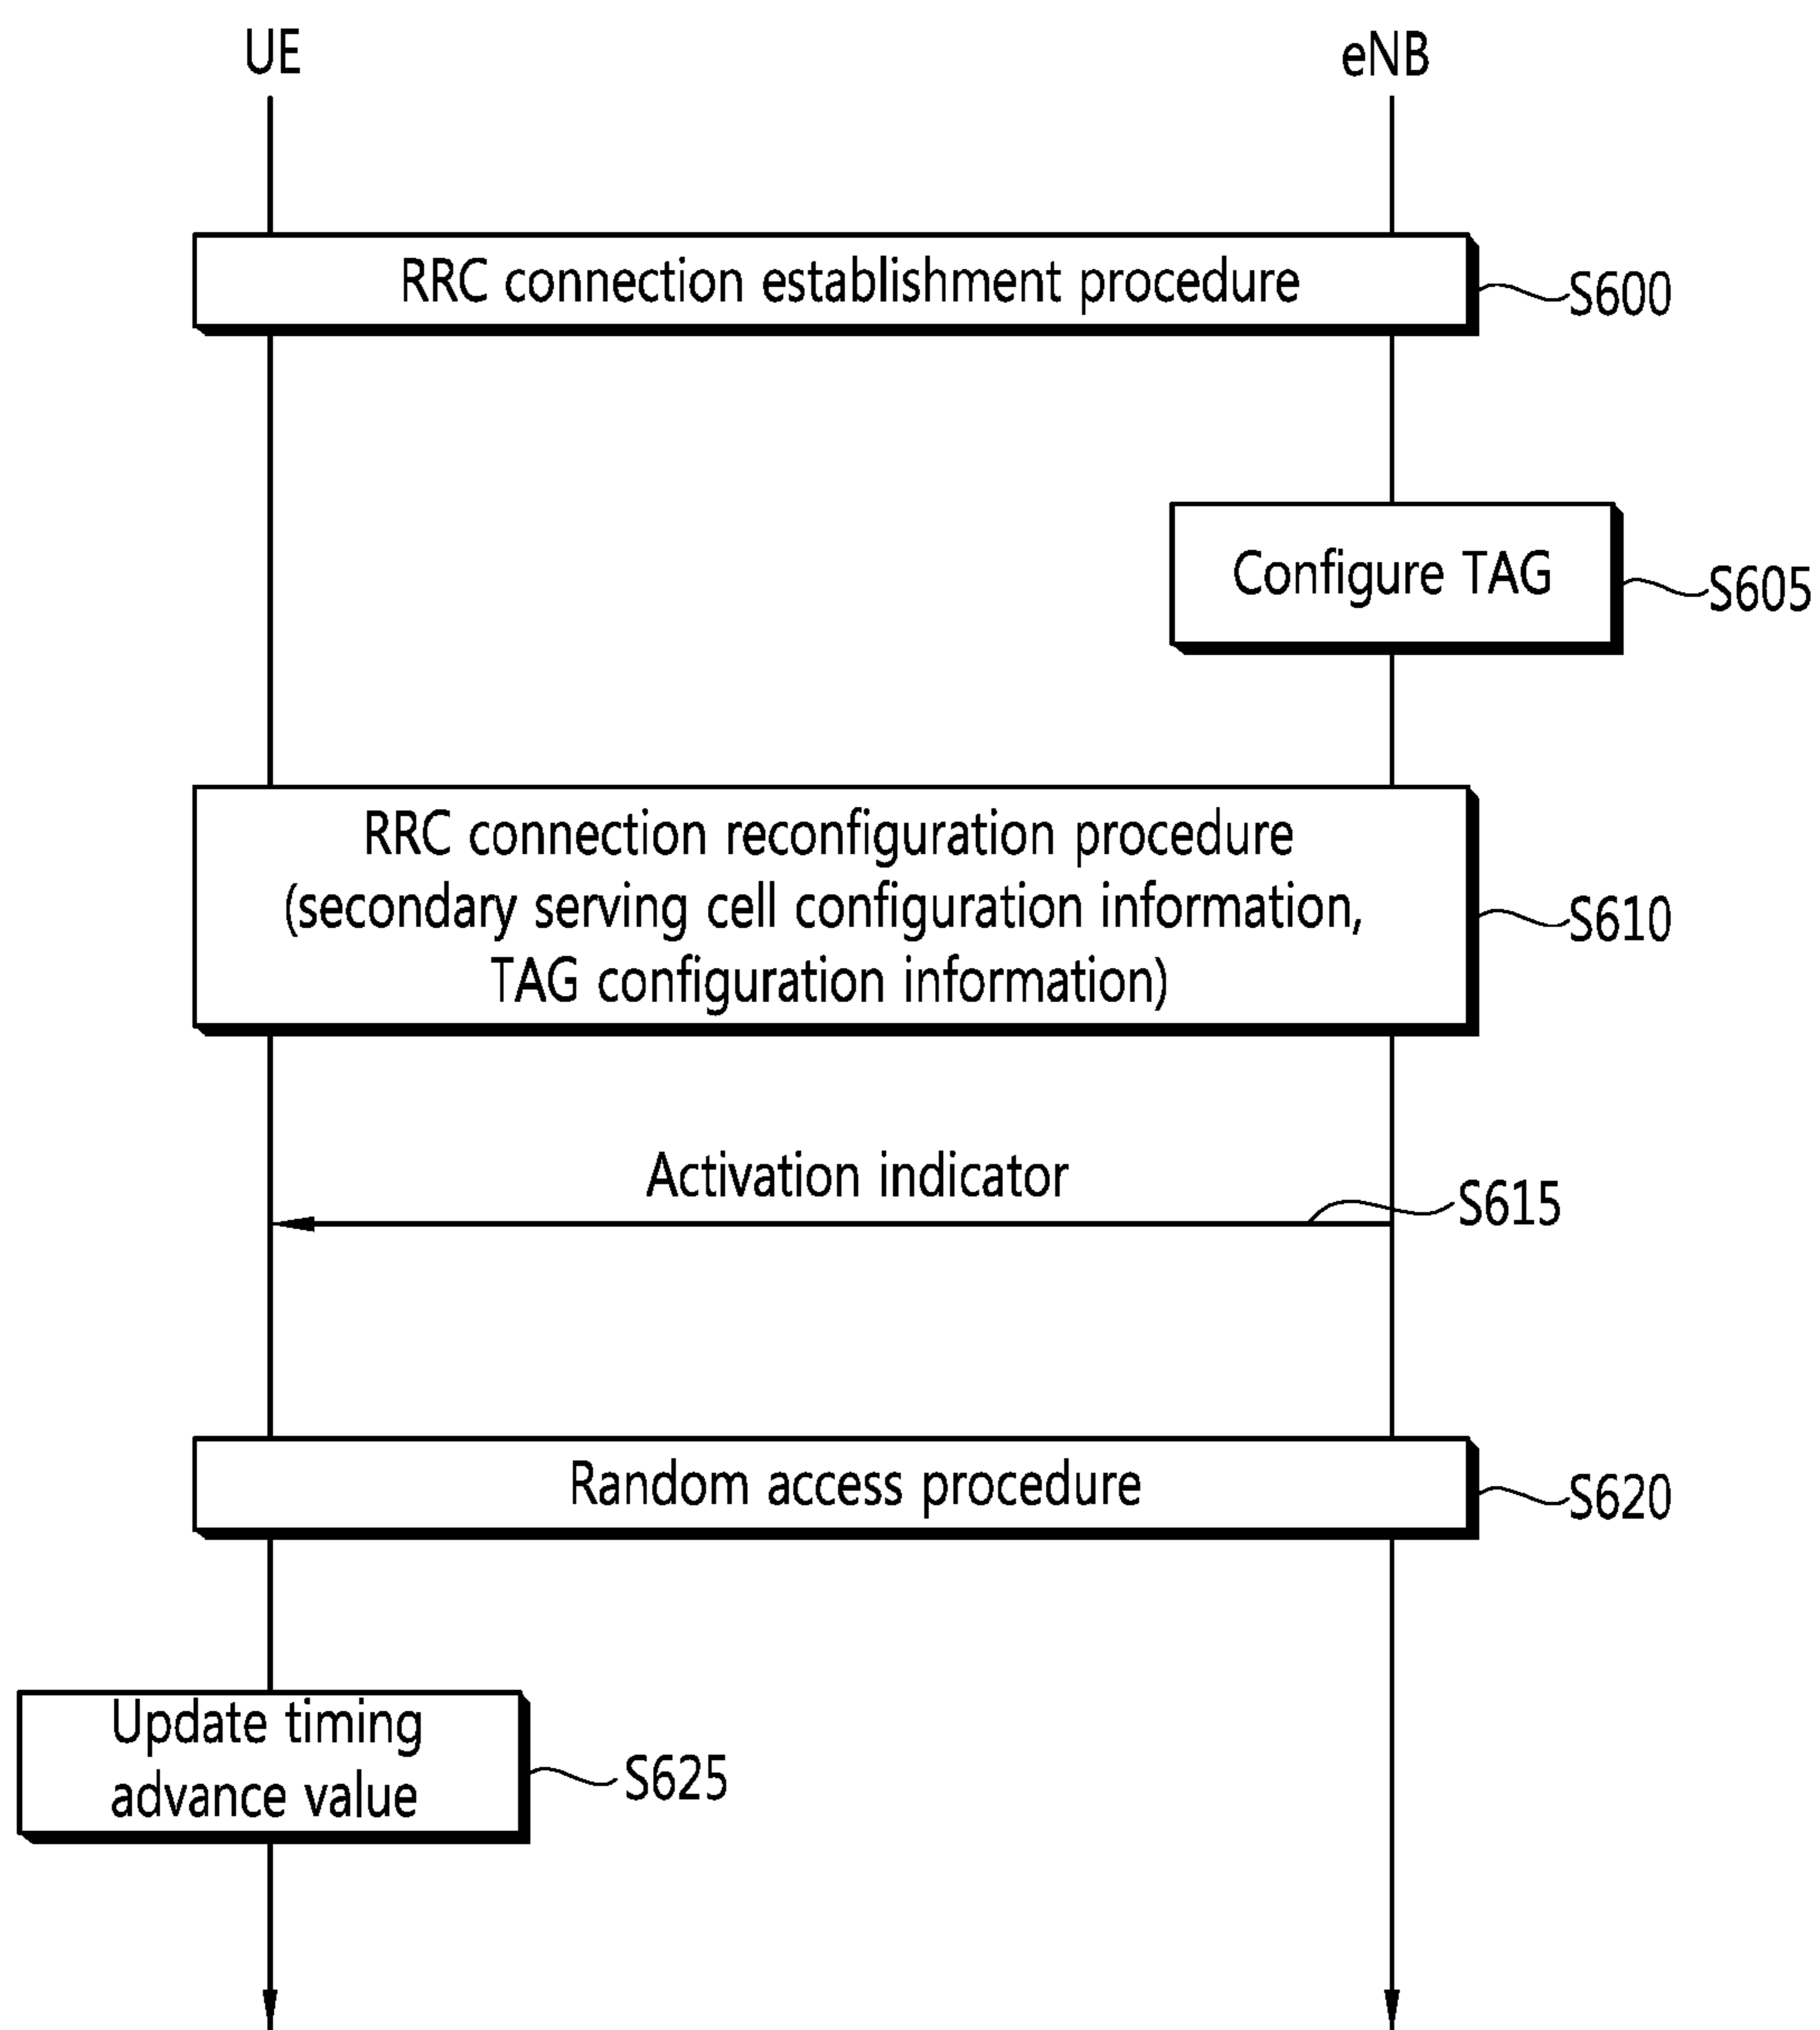 UE
eNB
RRC connection establishment procedure
S600
Configure TAG
S605
RRC connection reconfiguration procedure
(secondary serving cell configuration information,
TAG configuration information)
S610
Activation indicator
S615
Random access procedure
S620
Update timing
advance value
S625